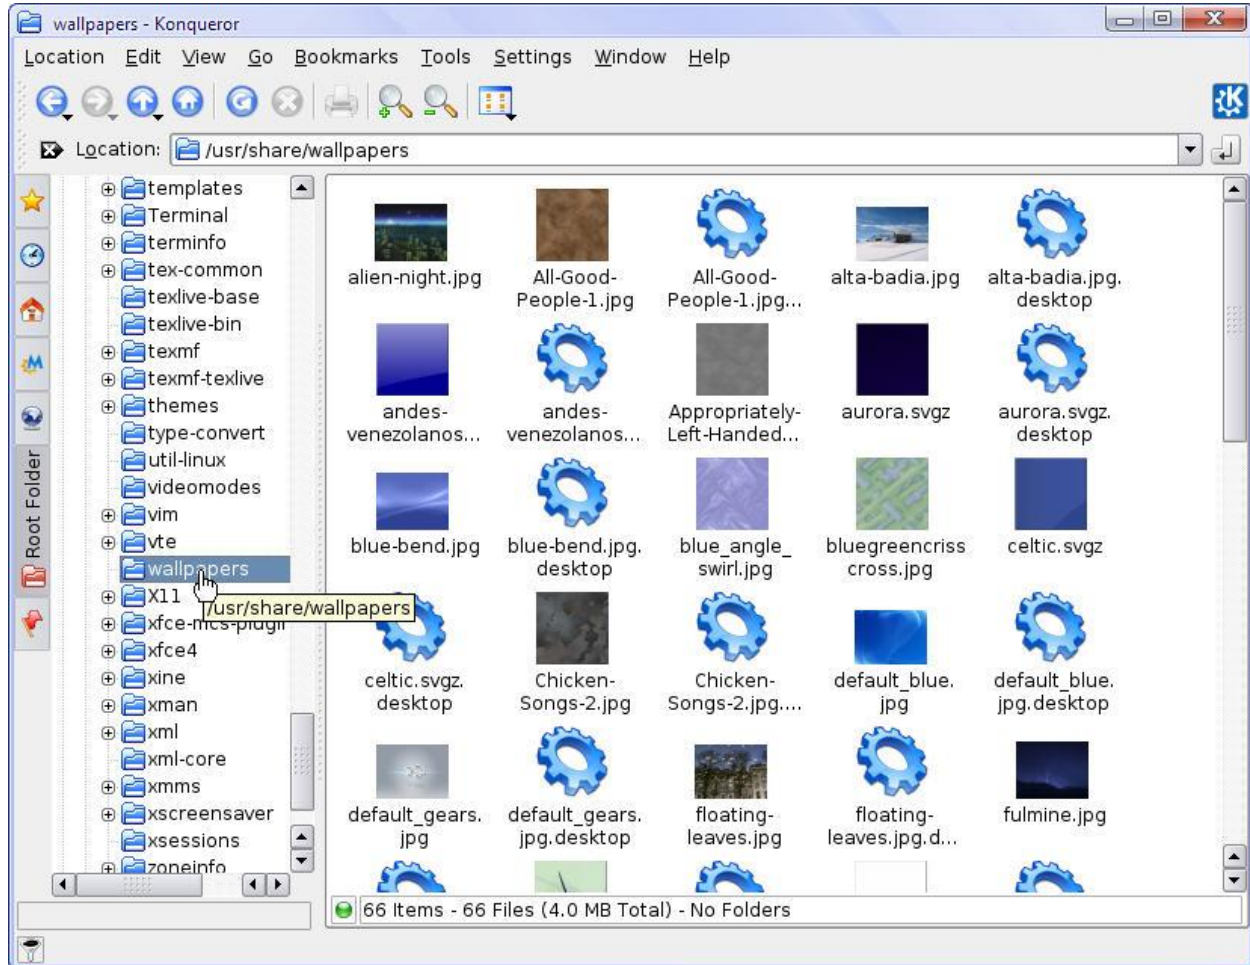 wallpapers - Konqueror
Location Edit View Go Bookmarks Tools Settings Window Help
Location: /usr/share/wallpapers
templates
Terminal
terminfo
tex-common
texlive-base
texlive-bin
texmf
texmf-texlive
themes
type-convert
util-linux
videomodes
vim
vte
wallpapers
X11
/usr/share/wallpapers
xfce-mcs-plugin
xfce4
xine
xman
xml
xml-core
xmms
xscreensaver
xsessions
zoneinfo
Root Folder
alien-night.jpg
All-Good-
People-1.jpg
All-Good-
People-1.jpg...
alta-badia.jpg
alta-badia.jpg.
desktop
andes-
venezolanos...
andes-
venezolanos...
Appropriately-
Left-Handed...
aurora.svgz
aurora.svgz.
desktop
blue-bend.jpg
blue-bend.jpg.
desktop
blue_angle_
swirl.jpg
bluegreencriss
cross.jpg
celtic.svgz
celtic.svgz.
desktop
Chicken-
Songs-2.jpg
Chicken-
Songs-2.jpg....
default_blue.
jpg
default_blue.
jpg.desktop
default_gears.
jpg
default_gears.
jpg.desktop
floating-
leaves.jpg
floating-
leaves.jpg.d...
fulmine.jpg
66 Items - 66 Files (4.0 MB Total) - No Folders